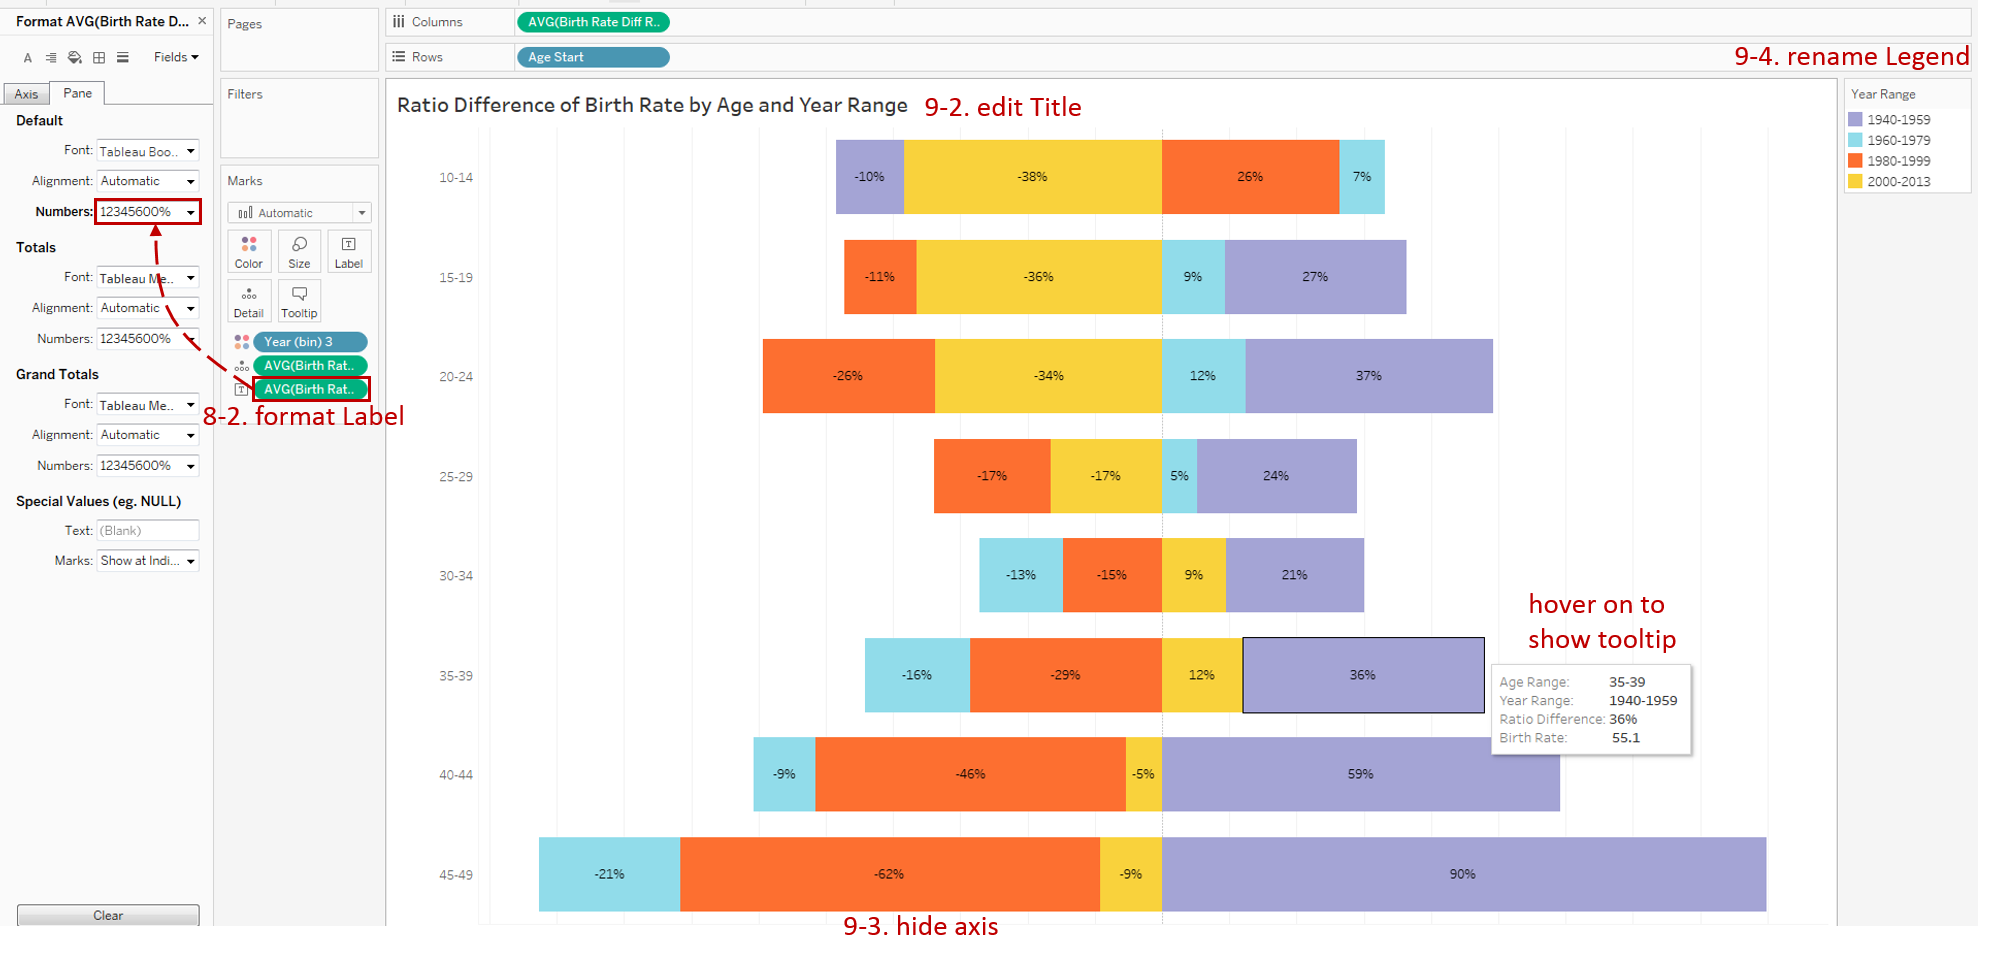 Format AVG(Birth Rate D... ×
Fields
Axis
Pane
Default
Font: Tableau Boo..
Alignment: Automatic
Numbers: 12345600%
Totals
Font: Tableau Me..
Alignment: Automatic
Numbers: 12345600%
Grand Totals
Font: Tableau Me..
Alignment: Automatic
Numbers: 12345600%
Special Values (eg. NULL)
Text: (Blank)
Marks: Show at Indi...
Clear
Pages
Filters
Marks
Automatic
Color Size Label
Detail Tooltip
Year (bin) 3
AVG(Birth Rat..
AVG(Birth Rat..
8-2. format Label
Columns AVG(Birth Rate Diff R..
Rows Age Start
9-4. rename Legend
Ratio Difference of Birth Rate by Age and Year Range
9-2. edit Title
10-14 -10% -38% 26% 7%
15-19 -11% -36% 9% 27%
20-24 -26% -34% 12% 37%
25-29 -17% -17% 5% 24%
30-34 -13% -15% 9% 21%
35-39 -16% -29% 12% 36%
40-44 -9% -46% -5% 59%
45-49 -21% -62% -9% 90%
9-3. hide axis
hover on to
show tooltip
Age Range: 35-39
Year Range: 1940-1959
Ratio Difference: 36%
Birth Rate: 55.1
Year Range
1940-1959
1960-1979
1980-1999
2000-2013